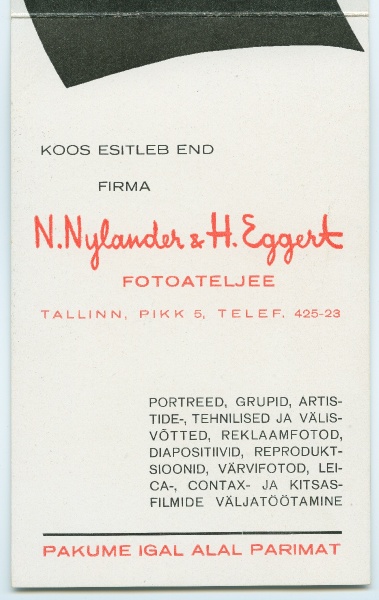 KOOS ESITLEB END
FIRMA
N. Nylander & H. Eggert
FOTOATELJEE
TALLINN, PIKK 5, TELEF. 425-23
PORTREED, GRUPID, ARTIS-
TIDE-, TEHNILISED JA VÄLIS-
VÕTTED, REKLAAMFOTOD,
DIAPOSITIIVID, REPRODUKT-
SIOONID, VÄRVIFOTOD, LEI-
CA-, CONTAX- JA KITSAS-
FILMIDE VÄLJATÖÖTAMINE
PAKUME IGAL ALAL PARIMAT